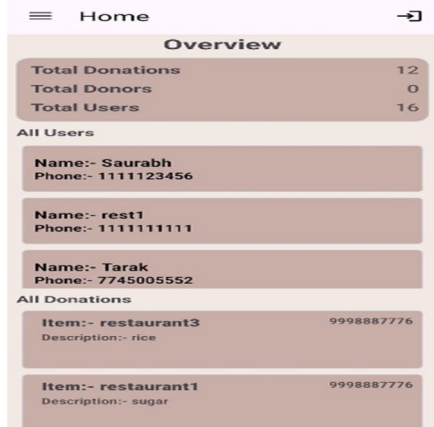 Home
Overview
Total Donations 12
Total Donors 0
Total Users 16
All Users
Name:- Saurabh
Phone:- 1111123456
Name:- rest1
Phone:- 1111111111
Name:- Tarak
Phone:- 7745005552
All Donations
Item:- restaurant3 9998887776
Description:- rice
Item:- restaurant1 9998887776
Description:- sugar